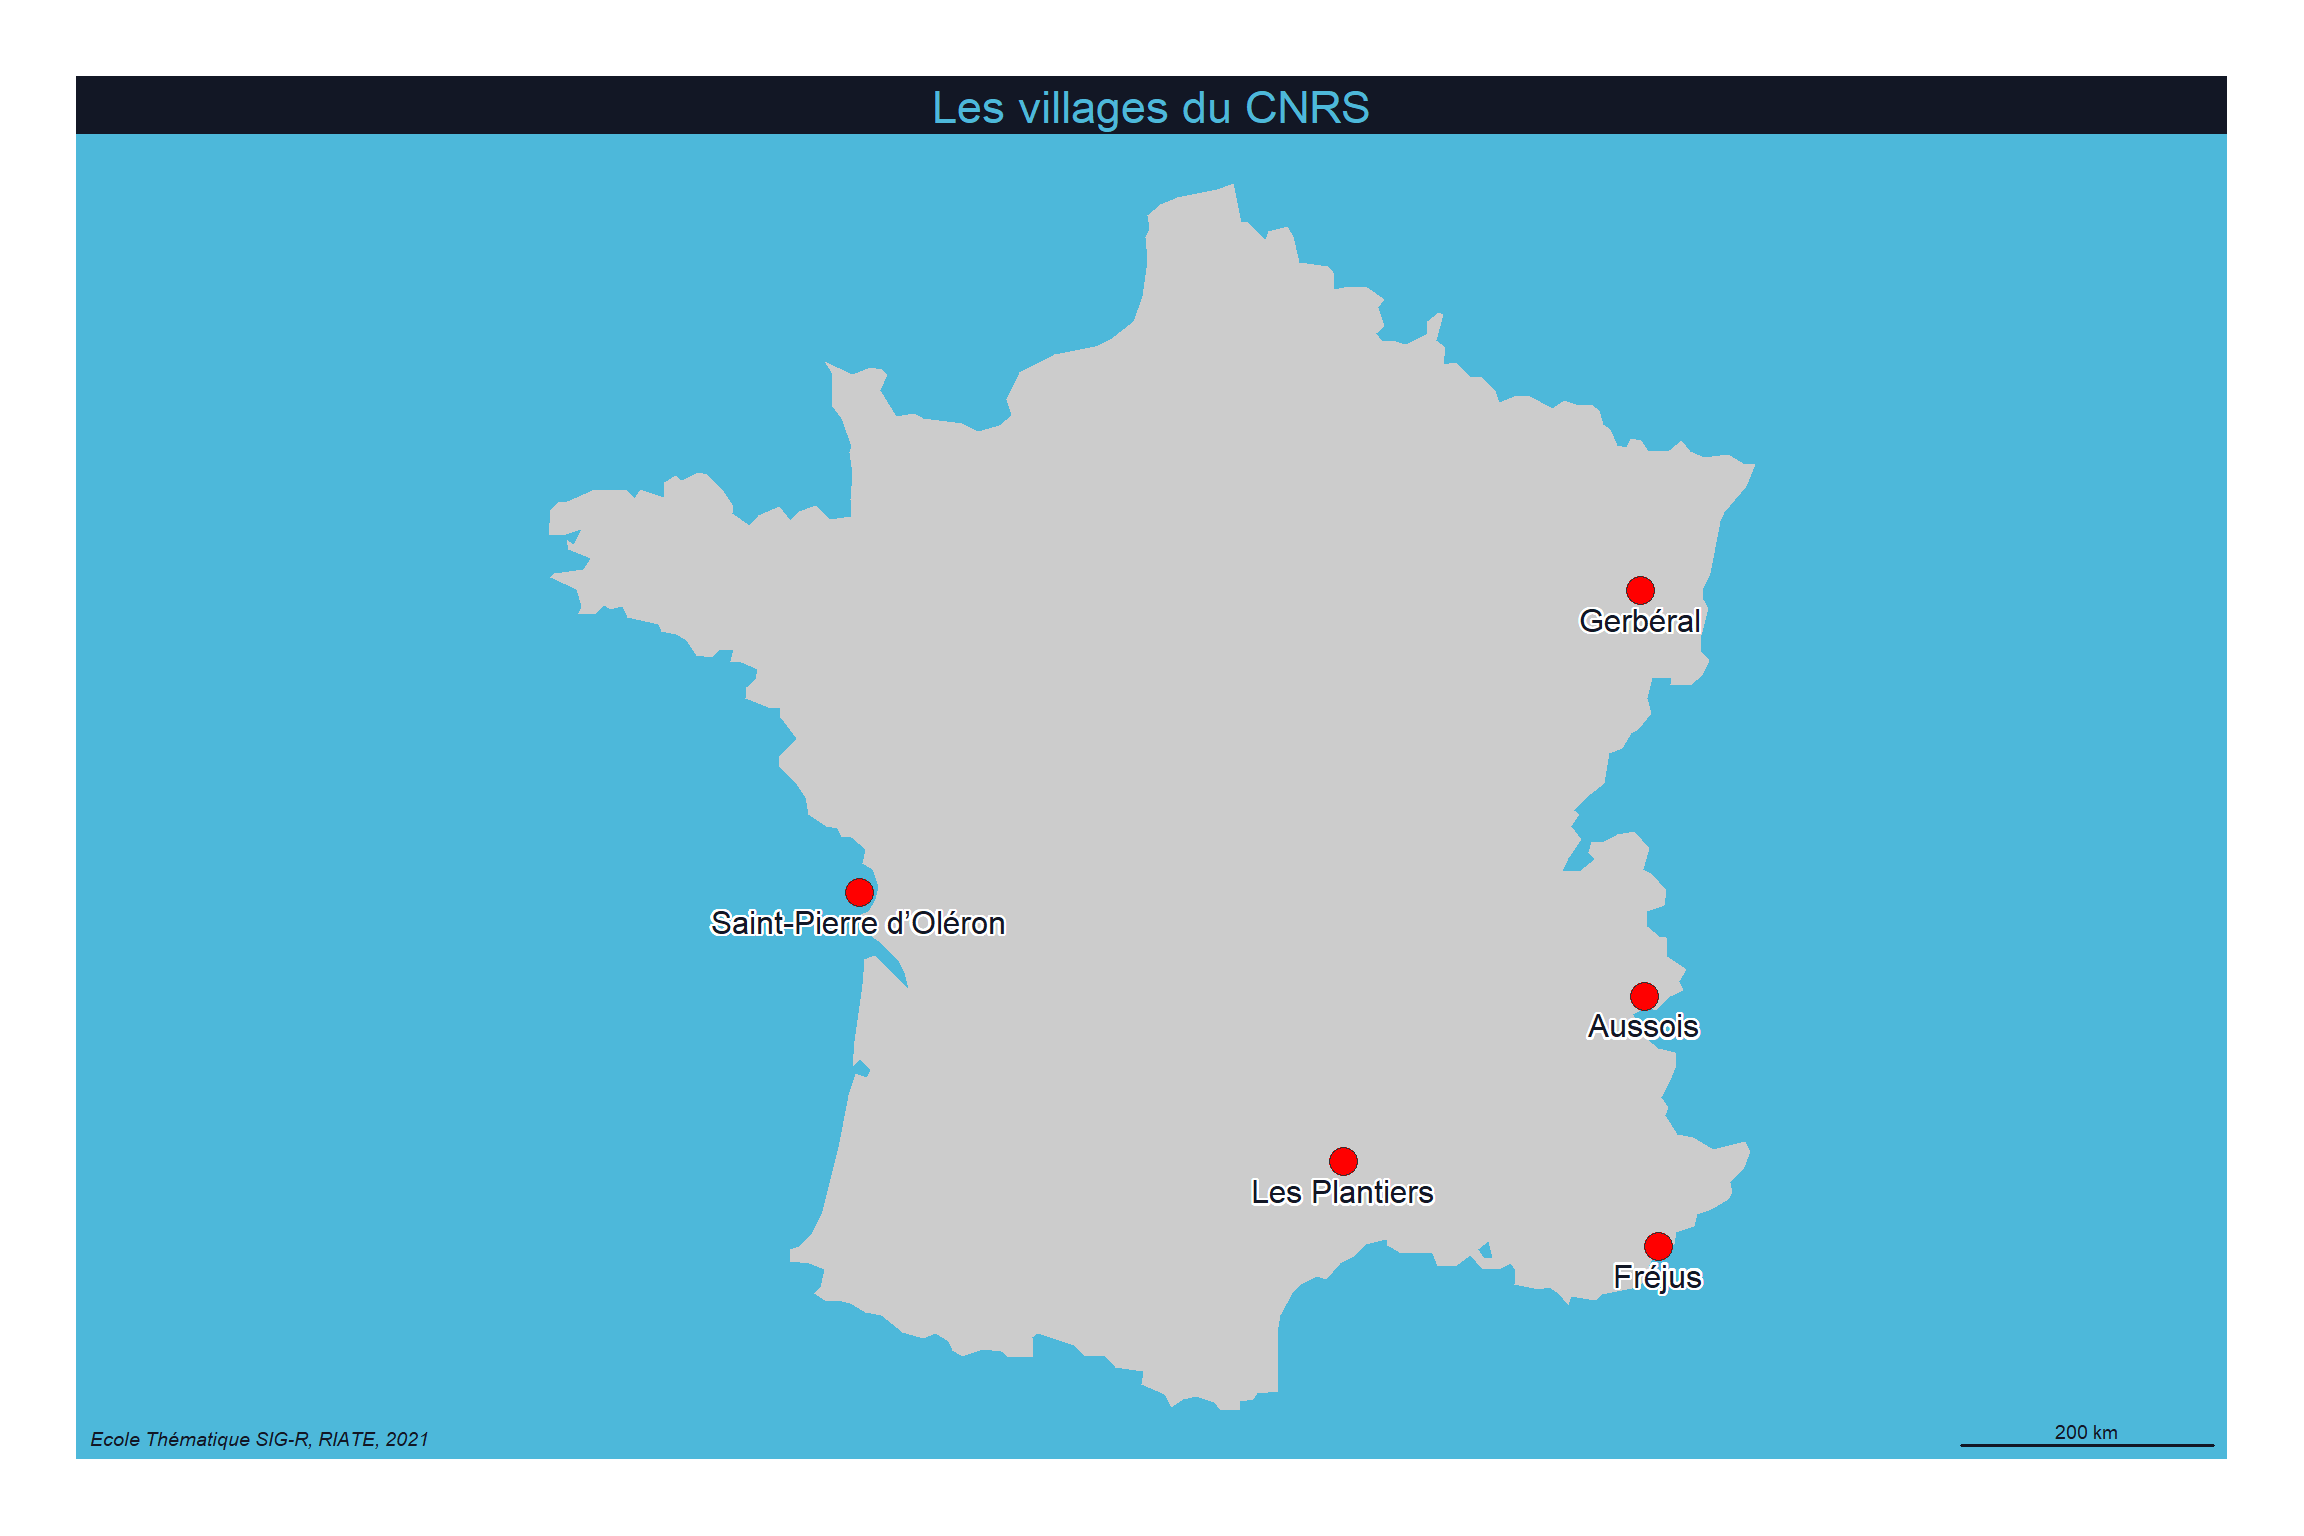 Les villages du CNRS
Gerbéral
Saint-Pierre d’Oléron
Aussois
Les Plantiers
Fréjus
Ecole Thématique SIG-R, RIATE, 2021
200 km